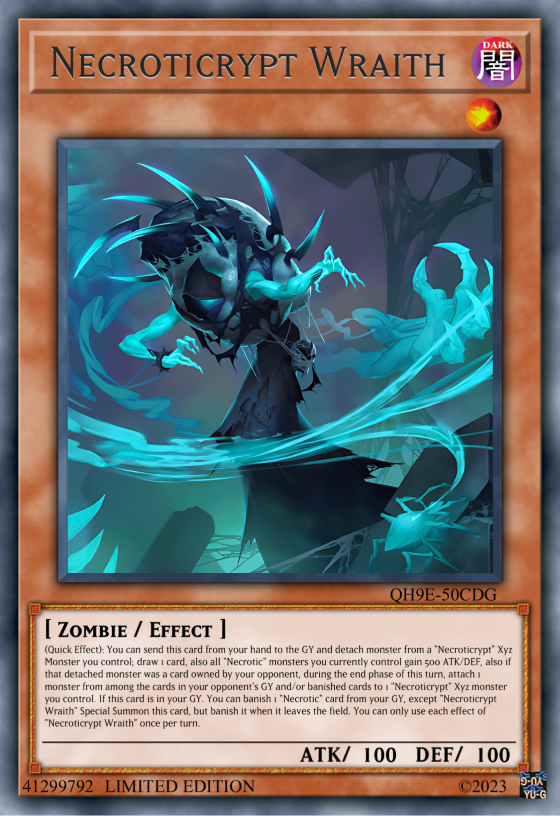 NECROTICRYPT WRAITH
DARK
闇
QH9E-50CDG
[ ZOMBIE / EFFECT ]
(Quick Effect): You can send this card from your hand to the GY and detach monster from a "Necroticrypt" Xyz
Monster you control; draw 1 card, also all "Necrotic" monsters you currently control gain 500 ATK/DEF, also if
that detached monster was a card owned by your opponent, during the end phase of this turn, attach 1
monster from among the cards in your opponent's GY and/or banished cards to 1 "Necroticrypt" Xyz monster
you control. If this card is in your GY. You can banish 1 "Necrotic" card from your GY, except "Necroticrypt
Wraith" Special Summon this card, but banish it when it leaves the field. You can only use each effect of
"Necroticrypt Wraith" once per turn.
ATK/ 100 DEF/ 100
41299792 LIMITED EDITION ©2023
YU-G
YU-G